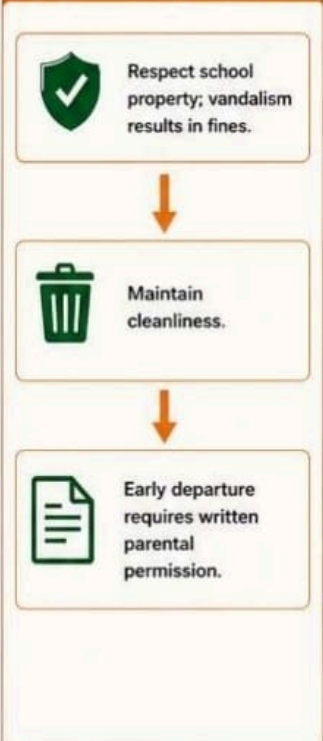 Respect school
property; vandalism
results in fines.
Maintain
cleanliness.
Early departure
requires written
parental
permission.